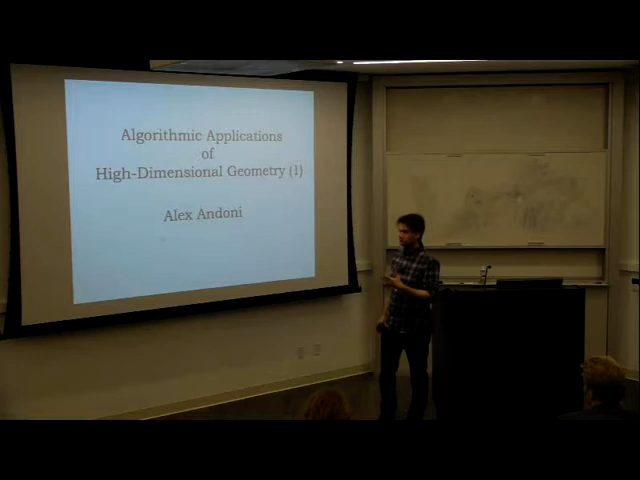 Algorithmic Applications
of
High-Dimensional Geometry (1)
Alex Andoni